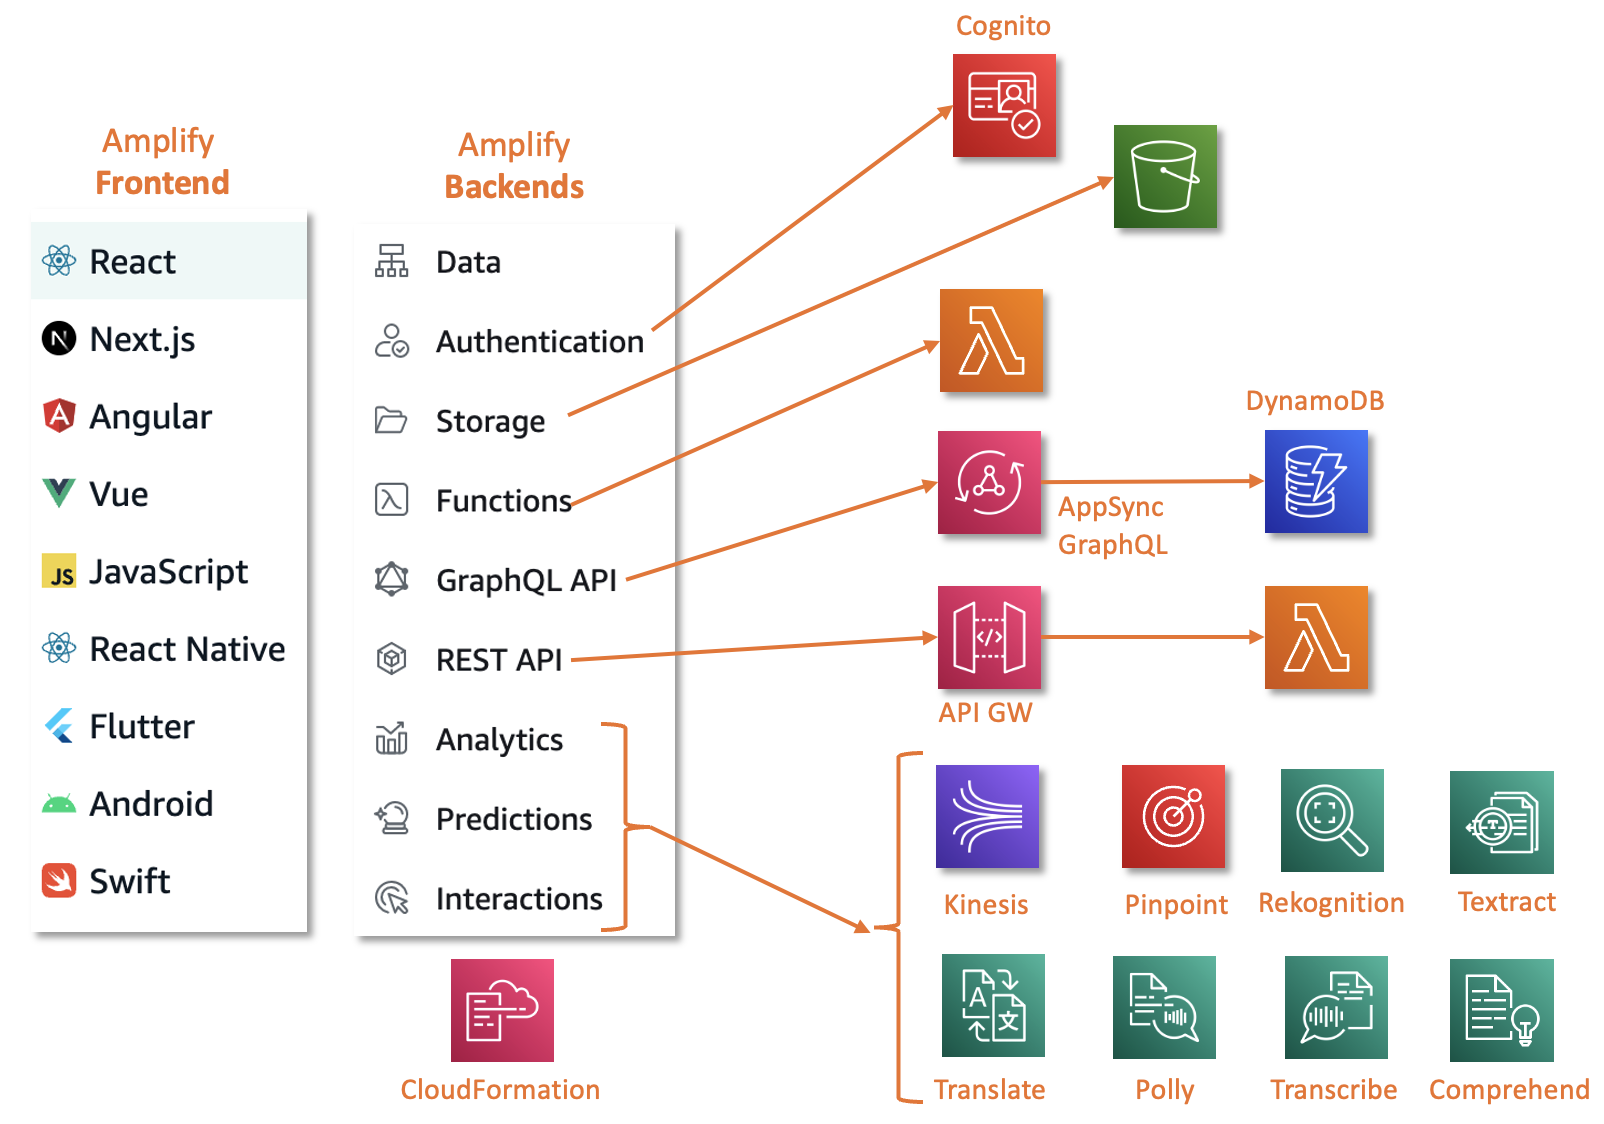 Cognito
Amplify
Frontend
Amplify
Backends
React
Next.js
Angular
Vue
JS JavaScript
React Native
Flutter
Android
Swift
Data
Authentication
Storage
Functions
GraphQL API
REST API
Analytics
Predictions
Interactions
CloudFormation
DynamoDB
AppSync
GraphQL
API GW
Kinesis
Pinpoint
Rekognition
Textract
Translate
Polly
Transcribe
Comprehend